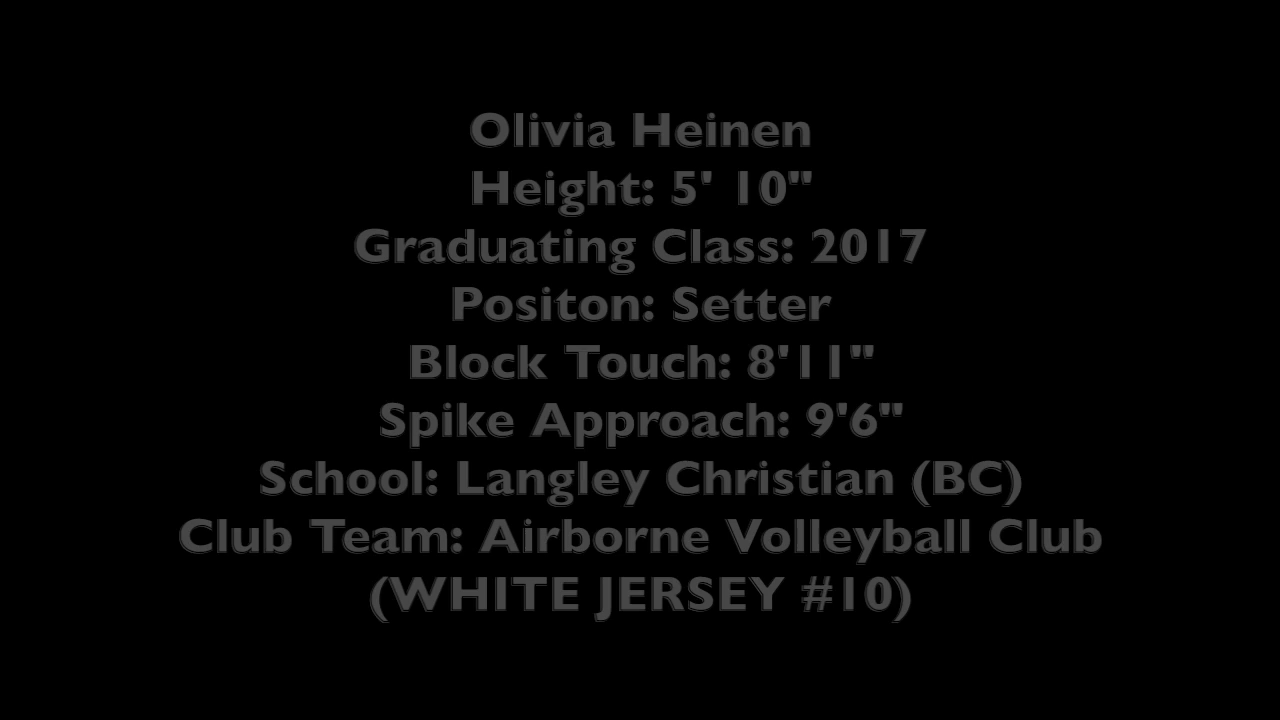 Olivia Heinen
Height: 5' 10"
Graduating Class: 2017
Positon: Setter
Block Touch: 8'11"
Spike Approach: 9'6"
School: Langley Christian (BC)
Club Team: Airborne Volleyball Club
(WHITE JERSEY #10)